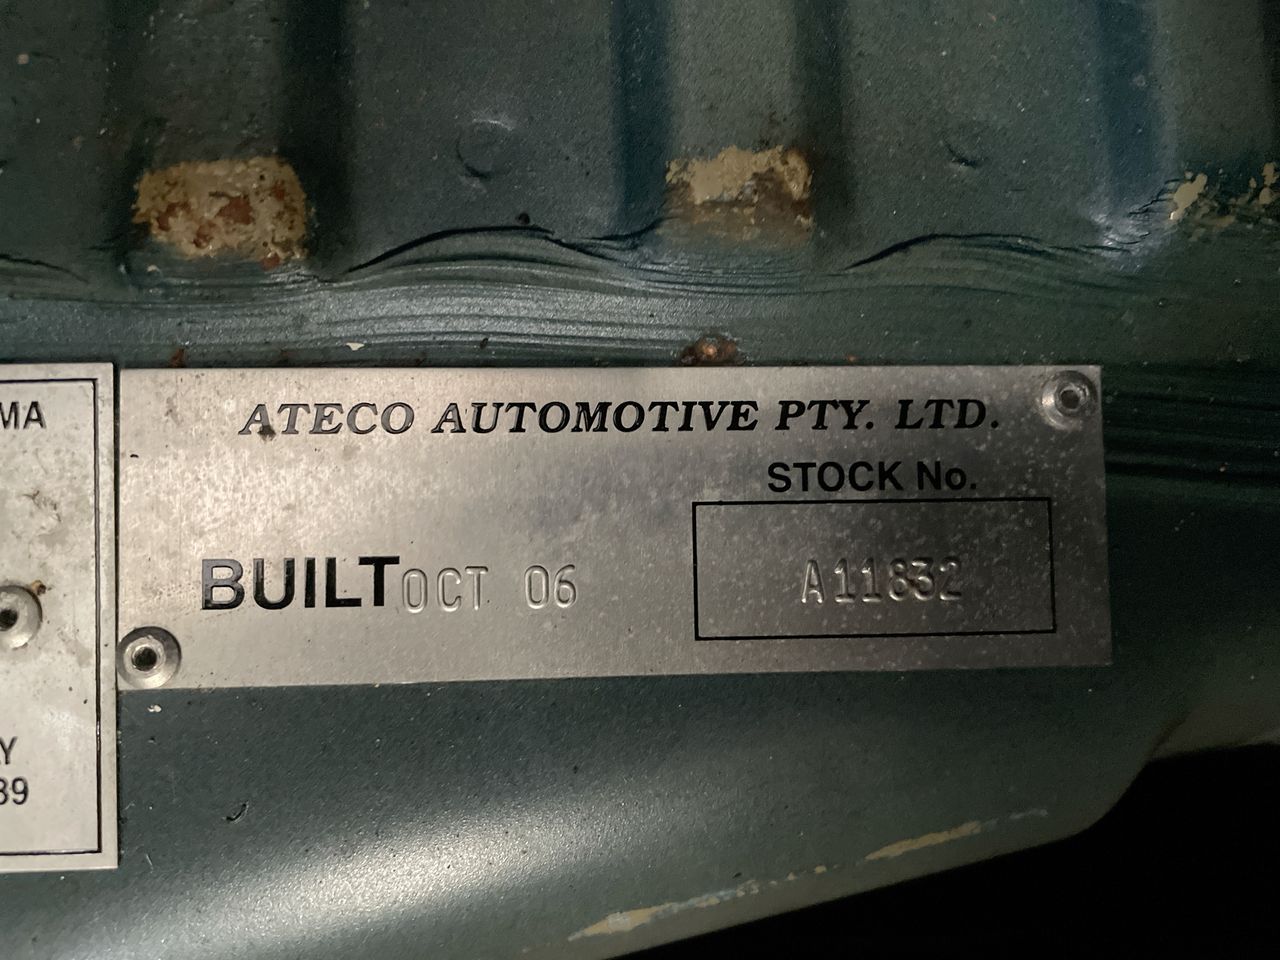 MA
ATECO AUTOMOTIVE PTY. LTD.
STOCK No.
BUILT OCT 06
A11832
Y
39